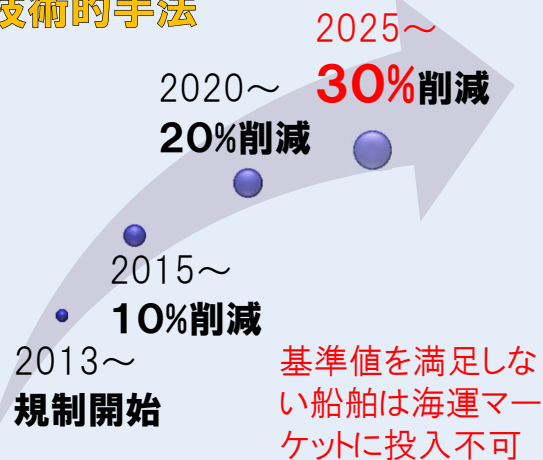 技術的手法
2025～
30%削減
2020～
20%削減
2015～
10%削減
2013～
規制開始
基準値を満足しな
い船舶は海運マー
ケットに投入不可